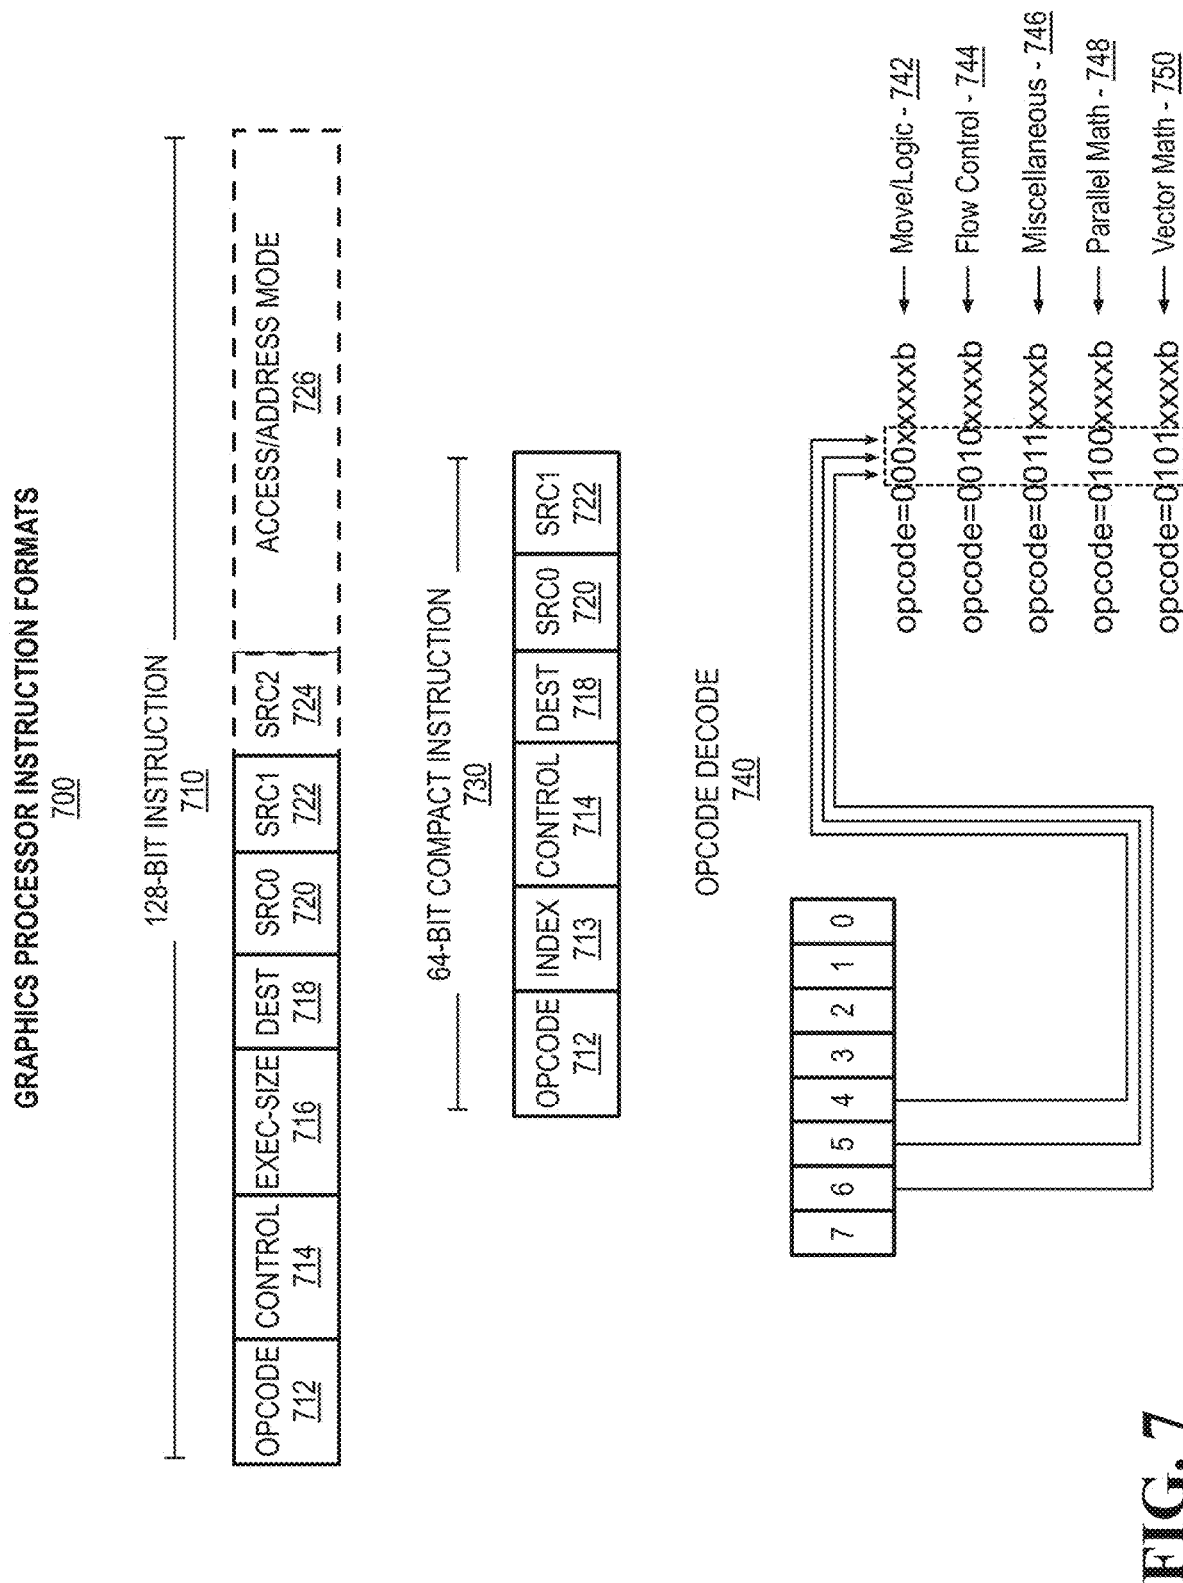 GRAPHICS PROCESSOR INSTRUCTION FORMATS
700
128-BIT INSTRUCTION
710
OPCODE CONTROL EXEC-SIZE DEST SRC0 SRC1 SRC2 ACCESS/ADDRESS MODE
712 714 716 718 720 722 724 726
64-BIT COMPACT INSTRUCTION
730
OPCODE INDEX CONTROL DEST SRC0 SRC1
712 713 714 718 720 722
OPCODE DECODE
740
7 6 5 4 3 2 1 0
opcode=000xxxxxb Move/Logic - 742
opcode=0010xxxxb Flow Control - 744
opcode=0011xxxxb Miscellaneous - 746
opcode=0100xxxxb Parallel Math - 748
opcode=0101xxxxb Vector Math - 750
FIG. 7